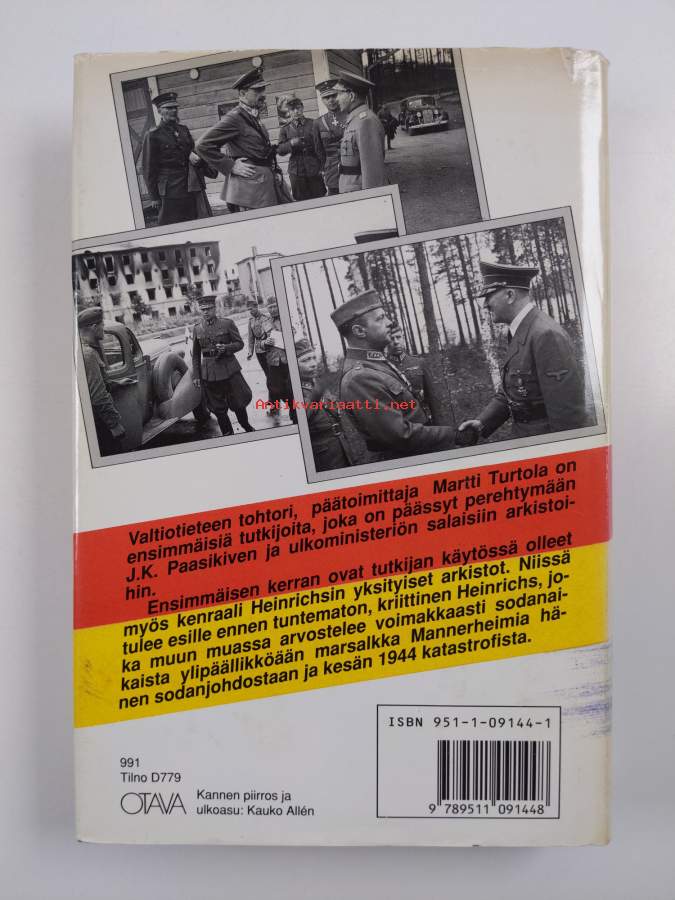 Antikvariaatti.net
Valtiotieteen tohtori, päätoimittaja Martti Turtola on
ensimmäisiä tutkijoita, joka on päässyt perehtymään
J.K. Paasikiven ja ulkoministeriön salaisiin arkistoi-
hin.
Ensimmäisen kerran ovat tutkijan käytössä olleet
myös kenraali Heinrichsin yksityiset arkistot. Niissä
tulee esille ennen tuntematon, kriittinen Heinrichs, jo-
ka muun muassa arvostelee voimakkaasti sodanai-
kaista ylipäällikköään marsalkka Mannerheimia hä-
nen sodanjohdostaan ja kesän 1944 katastrofista.
ISBN 951-1-09144-1
9 789511 091448
991
Tilno D779
OTAVA
Kannen piirros ja
ulkoasu: Kauko Allén